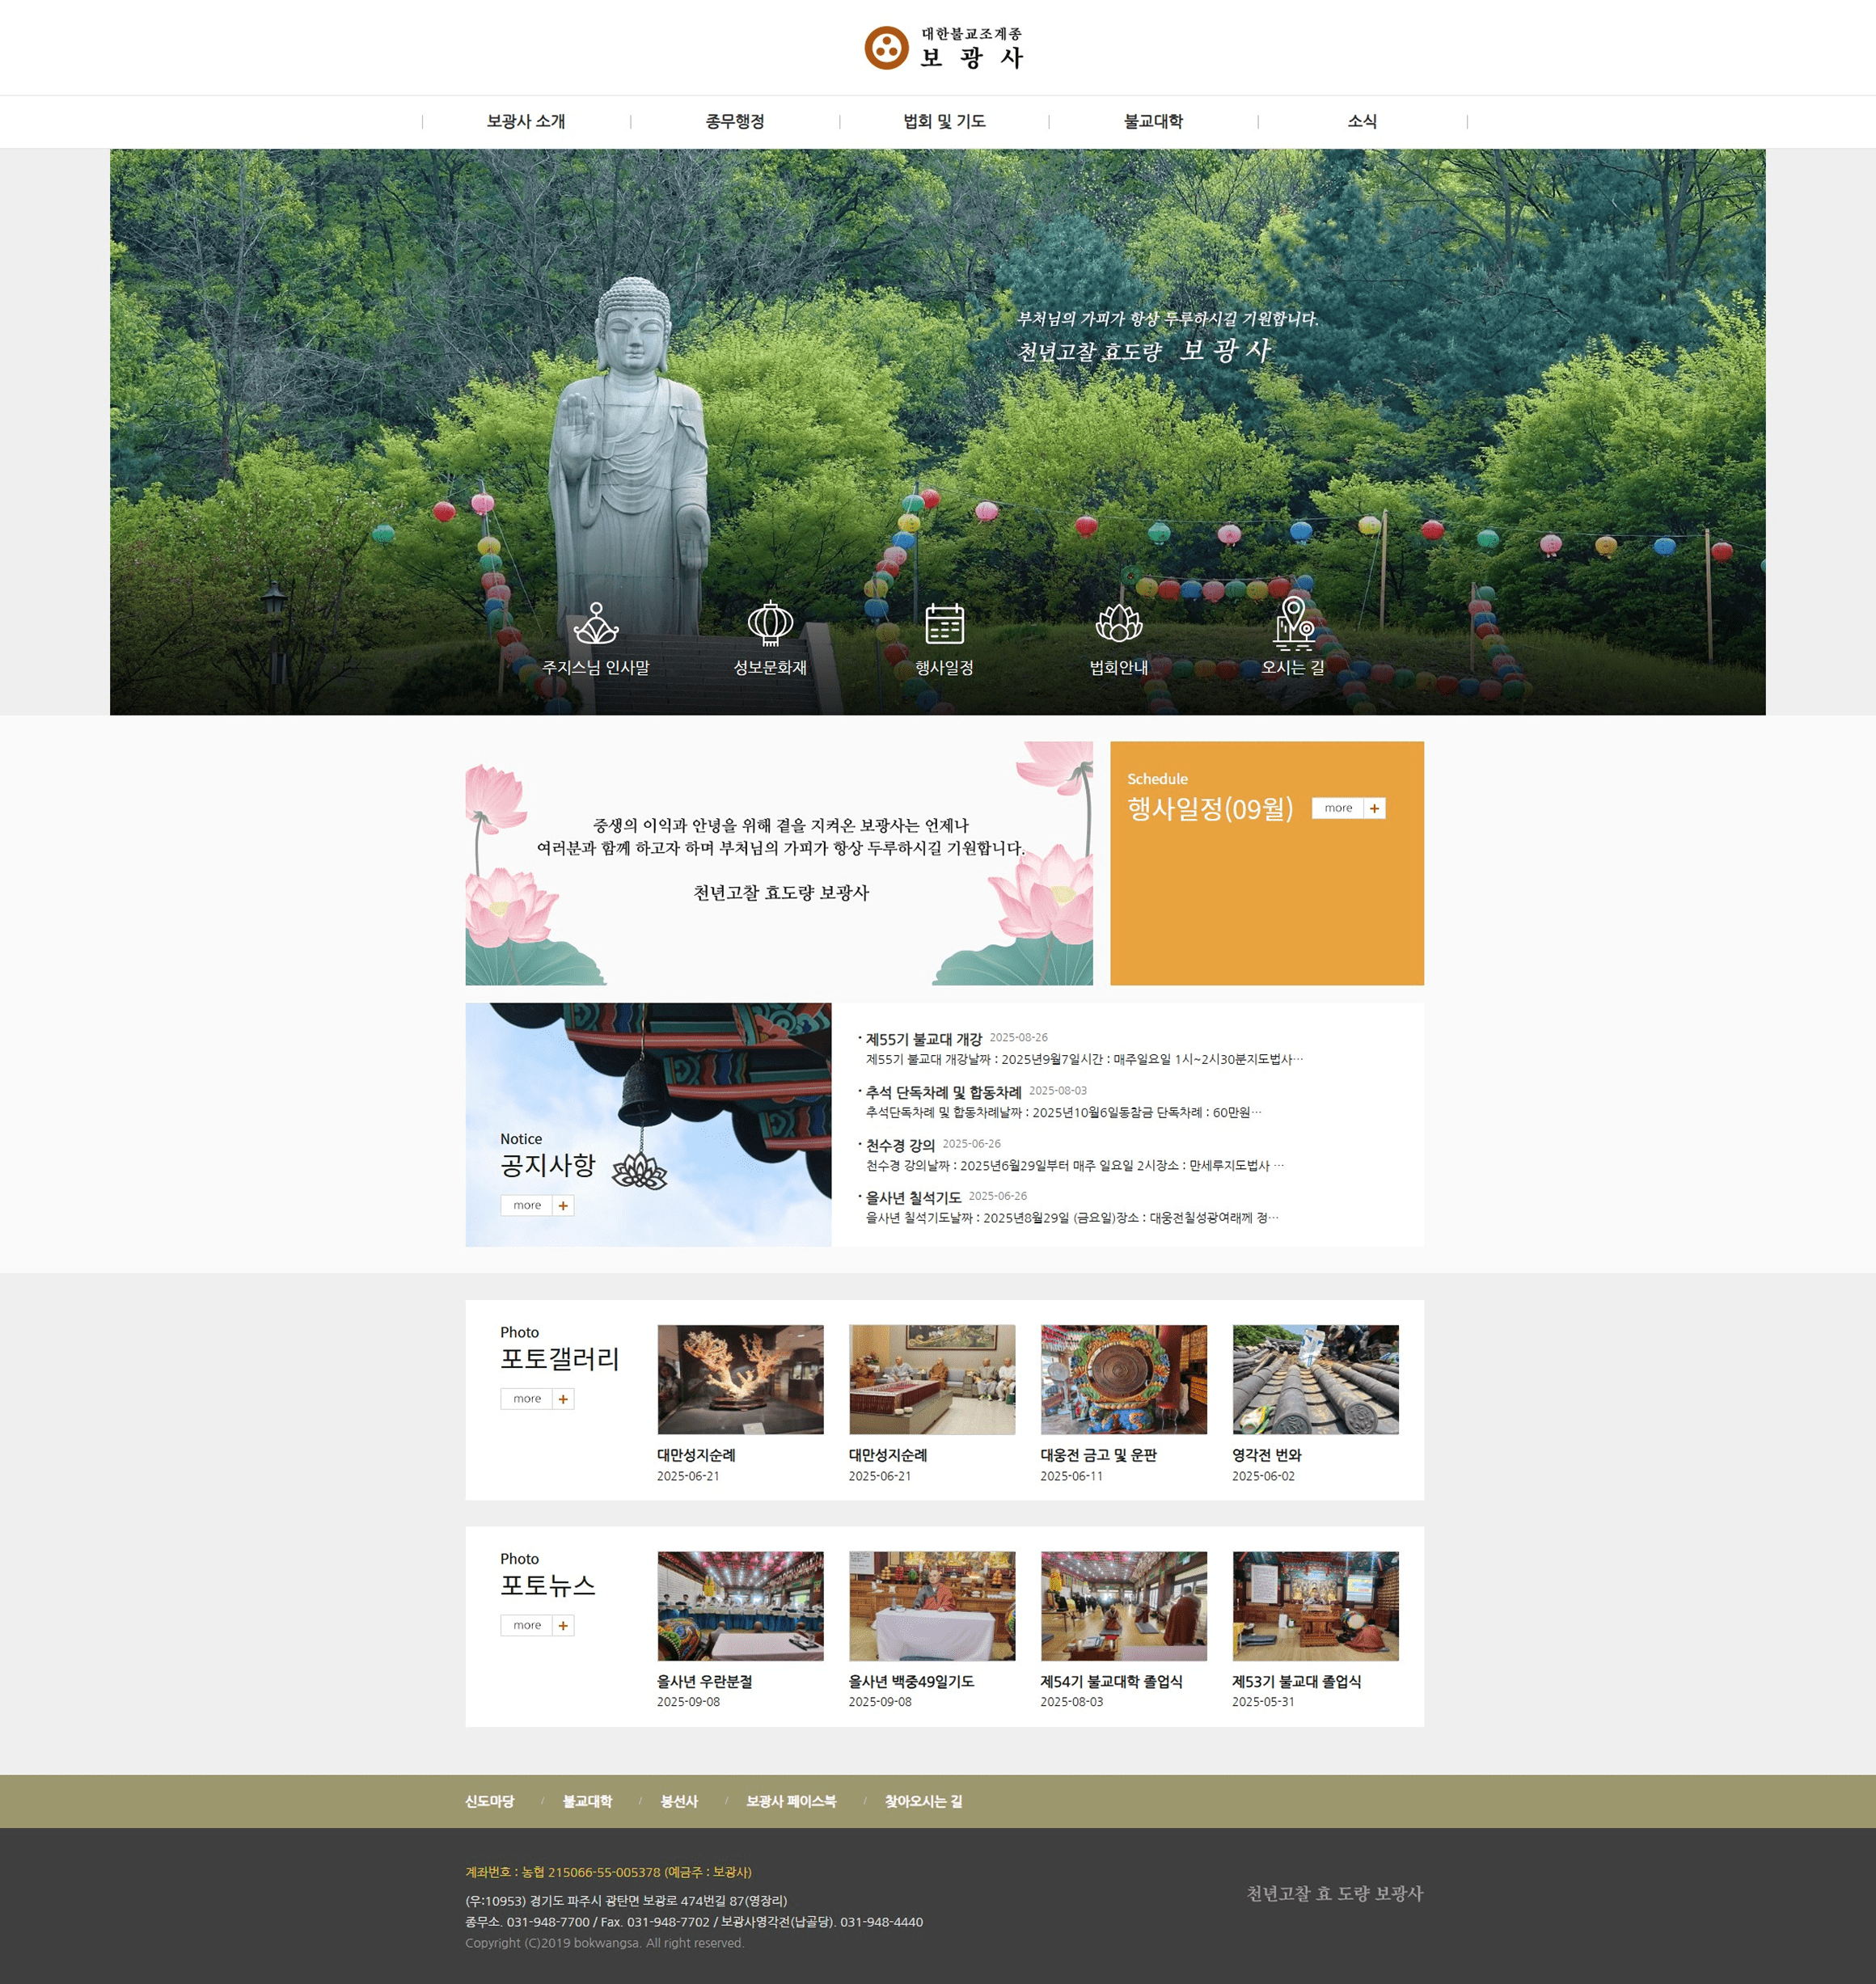 대한불교조계종
보 광 사
보광사 소개
종무행정
법회 및 기도
불교대학
소식
부처님의 가피가 항상 두루하시길 기원합니다.
천년고찰 효도량 보 광 사
주지스님 인사말
성보문화재
행사일정
법회안내
오시는 길
중생의 이익과 안녕을 위해 곁을 지켜온 보광사는 언제나
여러분과 함께 하고자 하며 부처님의 가피가 항상 두루하시길 기원합니다.
천년고찰 효도량 보광사
Schedule
행사일정(09월)
more +
Notice
공지사항
more +
· 제55기 불교대 개강 2025-08-26
제55기 불교대 개강날짜 : 2025년9월7일시간 : 매주일요일 1시~2시30분지도법사…
· 추석 단독차례 및 합동차례 2025-08-03
추석단독차례 및 합동차례날짜 : 2025년10월6일동참금 단독차례 : 60만원…
· 천수경 강의 2025-06-26
천수경 강의날짜 : 2025년6월29일부터 매주 일요일 2시장소 : 만세루지도법사 …
· 을사년 칠석기도 2025-06-26
을사년 칠석기도날짜 : 2025년8월29일 (금요일)장소 : 대웅전칠성광여래께 정…
Photo
포토갤러리
more +
대만성지순례
2025-06-21
대만성지순례
2025-06-21
대웅전 금고 및 운판
2025-06-11
영각전 번와
2025-06-02
Photo
포토뉴스
more +
을사년 우란분절
2025-09-08
을사년 백중49일기도
2025-09-08
제54기 불교대학 졸업식
2025-08-03
제53기 불교대 졸업식
2025-05-31
신도마당 / 불교대학 / 봉선사 / 보광사 페이스북 / 찾아오시는 길
계좌번호 : 농협 215066-55-005378 (예금주 : 보광사)
(우:10953) 경기도 파주시 광탄면 보광로 474번길 87(영장리)
종무소. 031-948-7700 / Fax. 031-948-7702 / 보광사영각전(납골당). 031-948-4440
Copyright (C)2019 bokwangsa. All right reserved.
천년고찰 효 도량 보광사